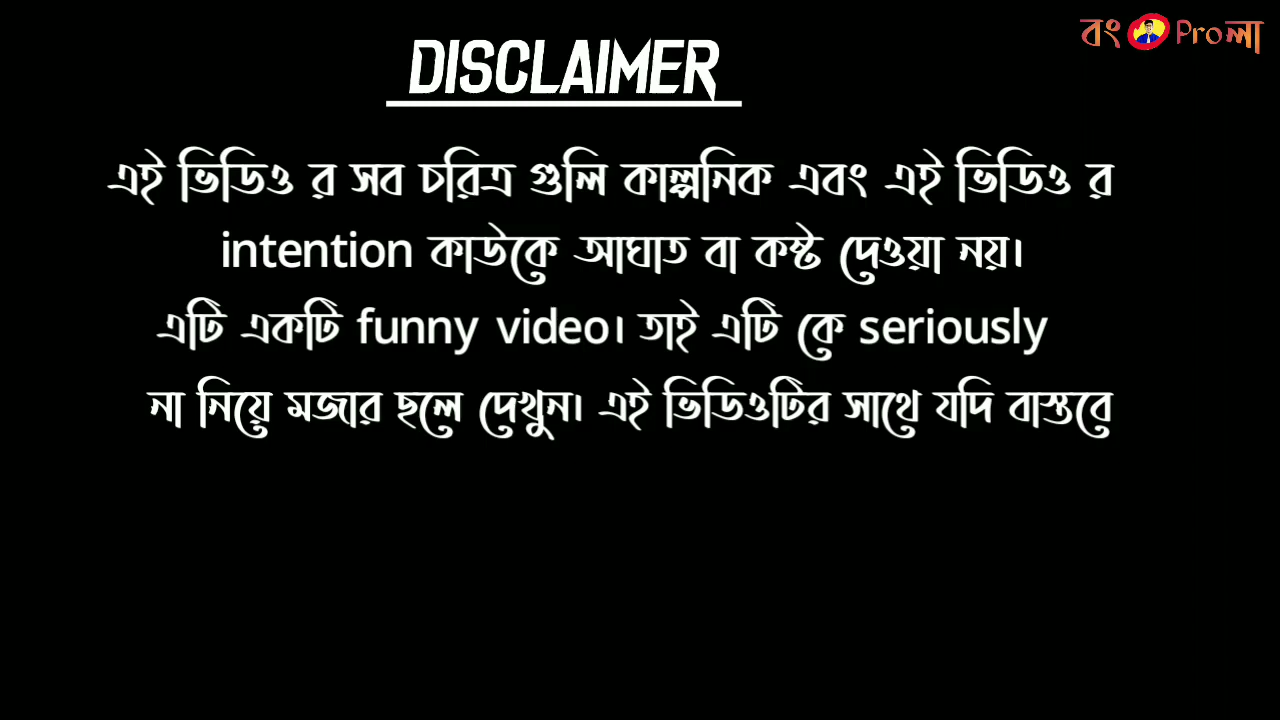 বং Proলা
DISCLAIMER
এই ভিডিও র সব চরিত্র গুলি কাল্পনিক এবং এই ভিডিও র
intention কাউকে আঘাত বা কষ্ট দেওয়া নয়।
এটি একটি funny video। তাই এটি কে seriously
না নিয়ে মজার ছলে দেখুন। এই ভিডিওটির সাথে যদি বাস্তবে